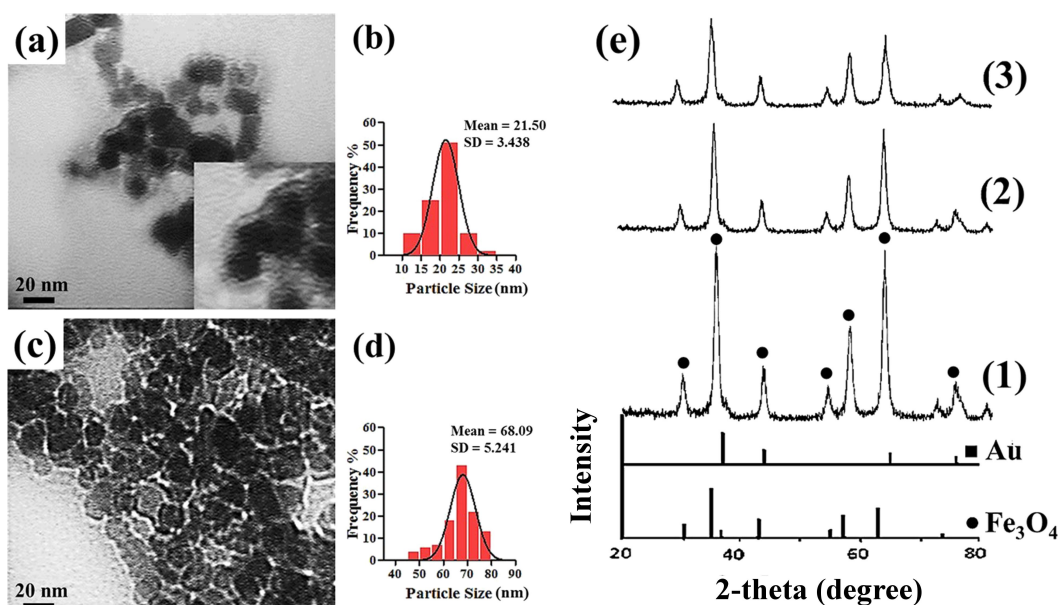 (a)
20 nm
(b)
Mean = 21.50
SD = 3.438
Frequency %
60
50
40
30
20
10
0
10 15 20 25 30 35 40
Particle Size (nm)
(c)
20 nm
(d)
Mean = 68.09
SD = 5.241
Frequency %
60
50
40
30
20
10
0
40 50 60 70 80 90
Particle Size (nm)
(e)
(3)
(2)
(1)
Au
Fe3O4
Intensity
20 40 60 80
2-theta (degree)